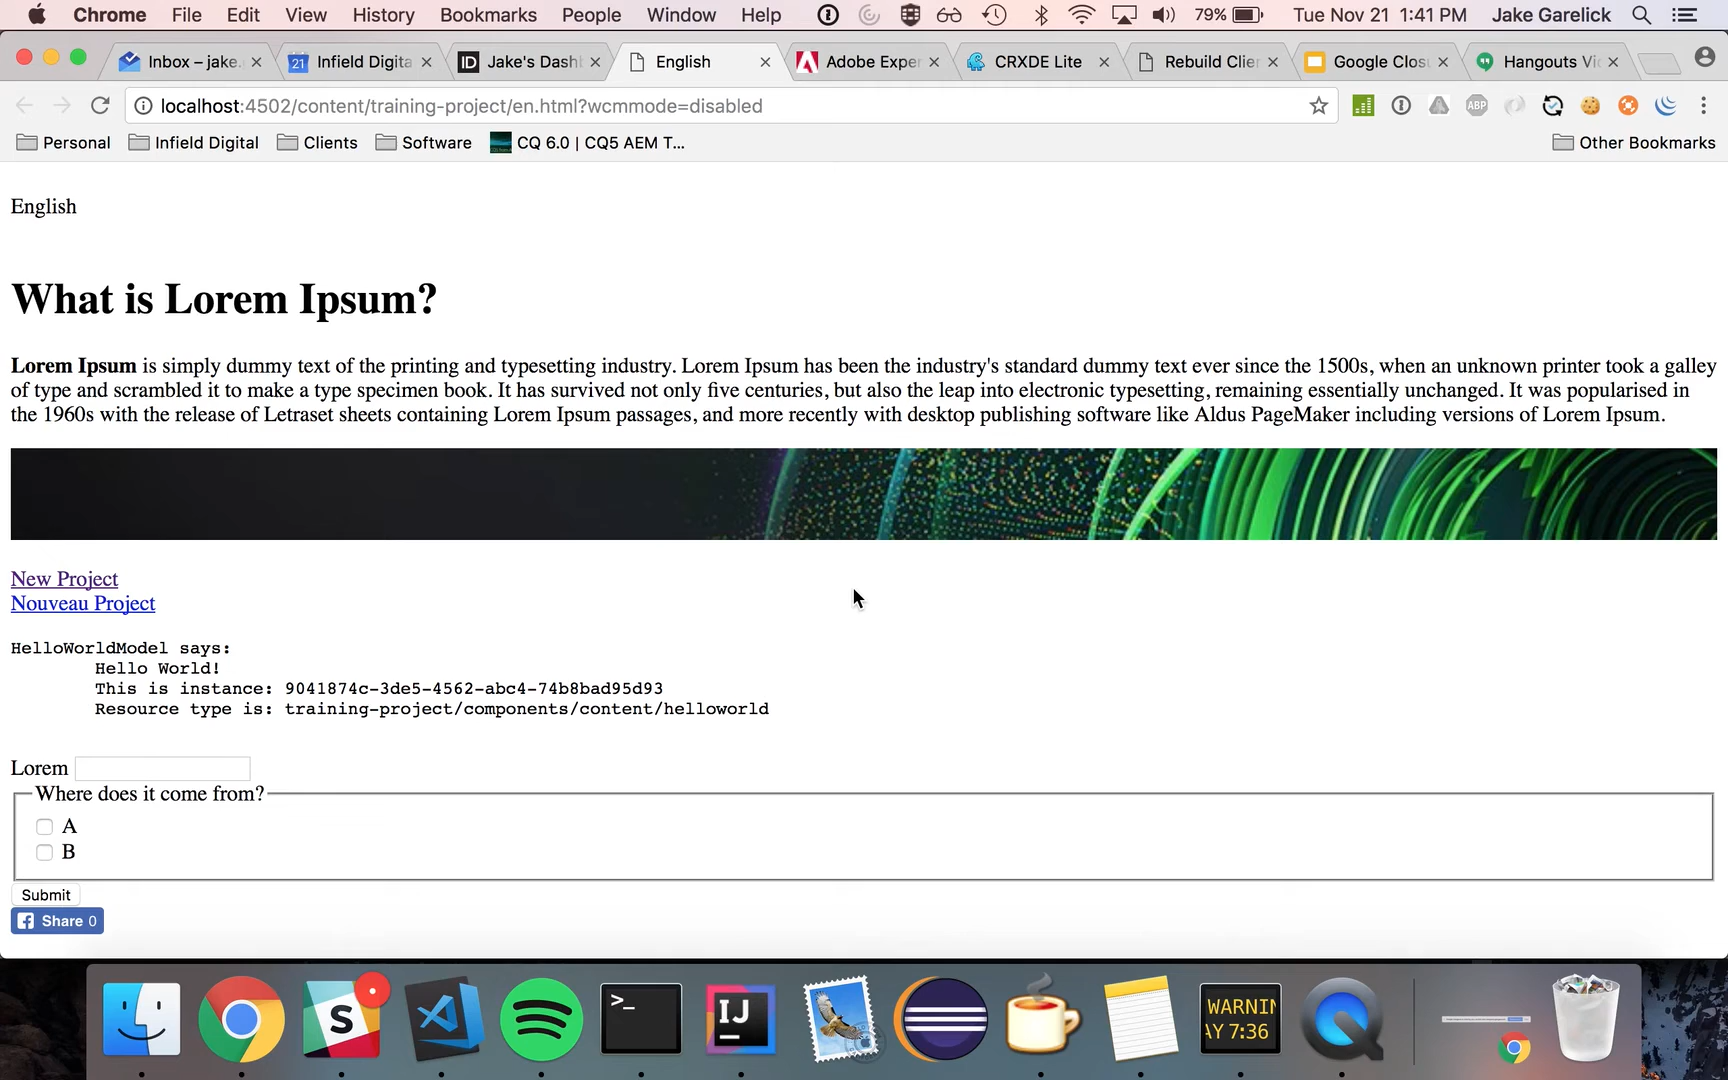 Chrome File Edit View History Bookmarks People Window Help 79% Tue Nov 21 1:41 PM Jake Garelick
Inbox – jake. 21 Infield Digita ID Jake's Dash English Adobe Exper CRXDE Lite Rebuild Clien Google Clos Hangouts Vi
localhost:4502/content/training-project/en.html?wcmmode=disabled ABP
Personal Infield Digital Clients Software CQ 6.0 | CQ5 AEM T... Other Bookmarks
English
What is Lorem Ipsum?
Lorem Ipsum is simply dummy text of the printing and typesetting industry. Lorem Ipsum has been the industry's standard dummy text ever since the 1500s, when an unknown printer took a galley
of type and scrambled it to make a type specimen book. It has survived not only five centuries, but also the leap into electronic typesetting, remaining essentially unchanged. It was popularised in
the 1960s with the release of Letraset sheets containing Lorem Ipsum passages, and more recently with desktop publishing software like Aldus PageMaker including versions of Lorem Ipsum.
New Project
Nouveau Project
HelloWorldModel says:
Hello World!
This is instance: 9041874c-3de5-4562-abc4-74b8bad95d93
Resource type is: training-project/components/content/helloworld
Lorem
Where does it come from?
A
B
Submit
Share 0
S >_ IJ WARNIN
AY 7:36